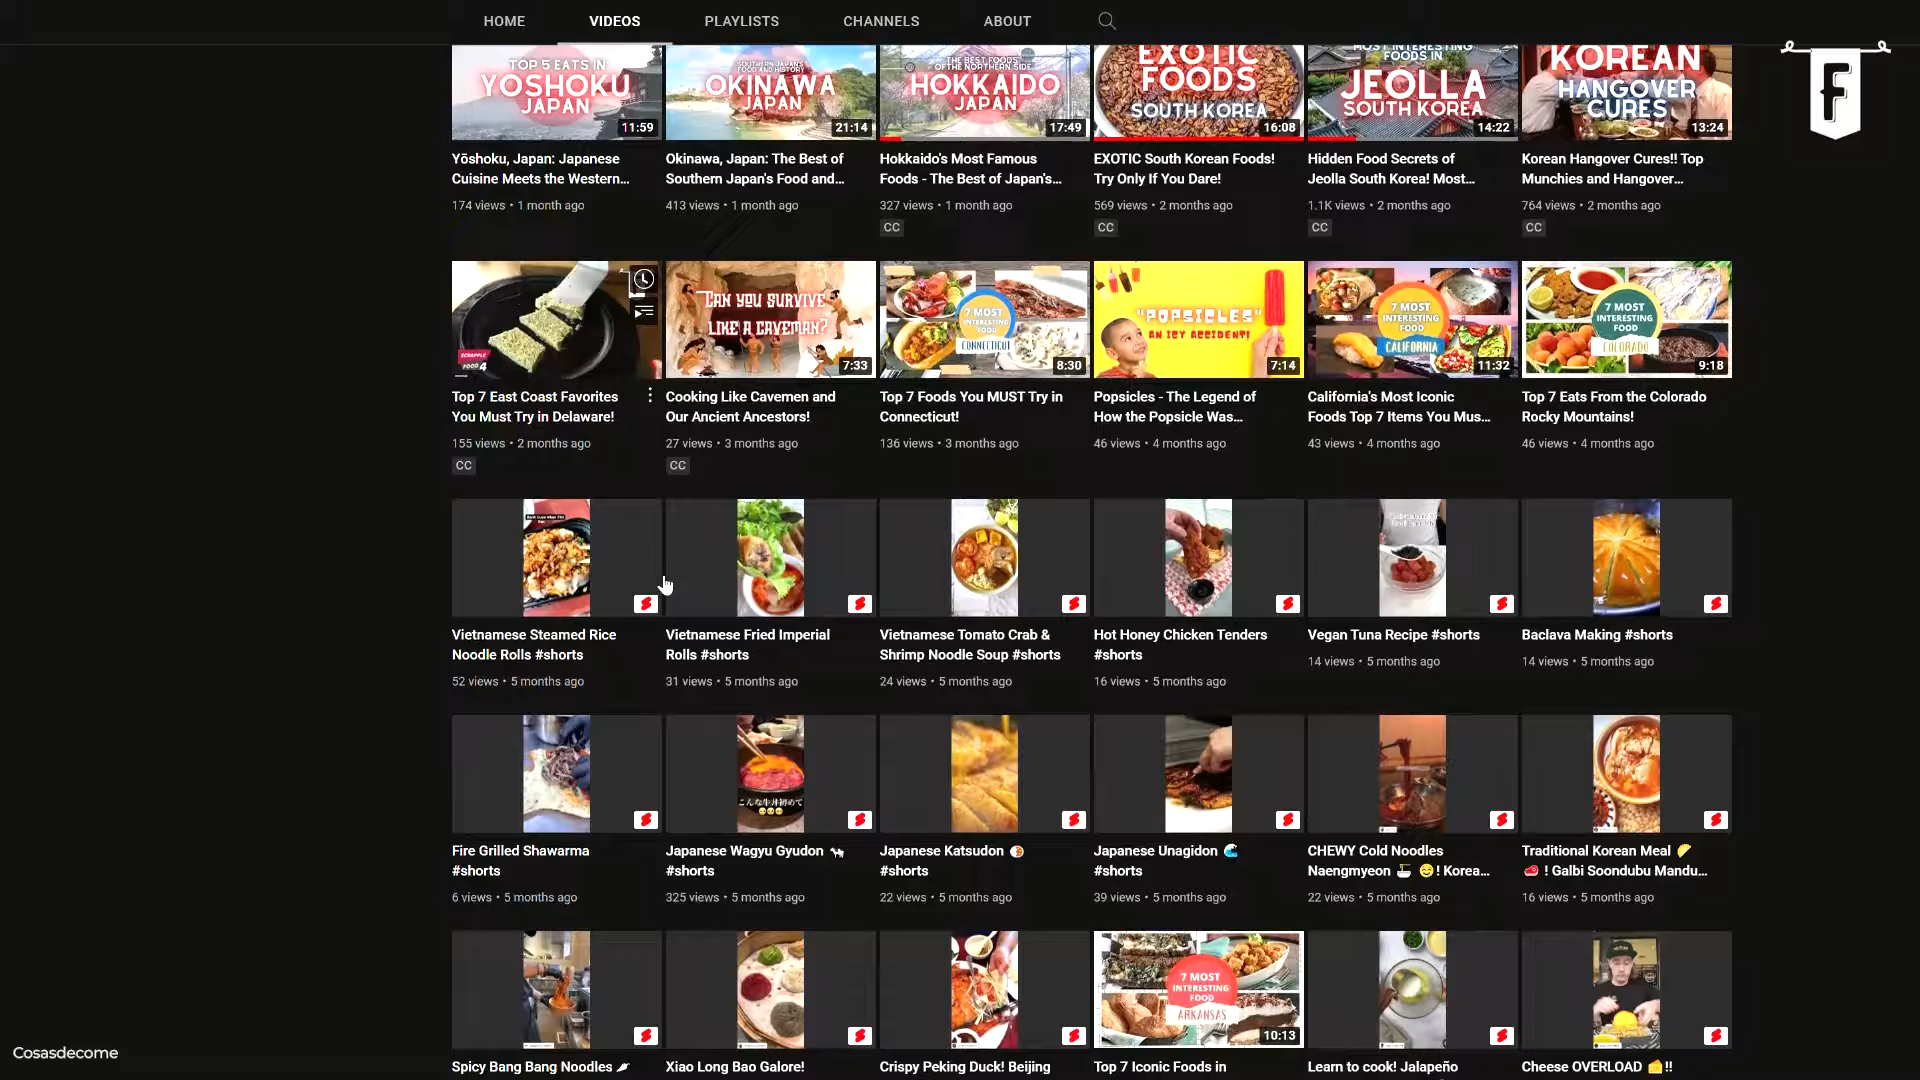 HOME
VIDEOS
PLAYLISTS
CHANNELS
ABOUT
F
TOP 5 EATS IN
YOSHOKU
JAPAN
11:59
SOUTHERN JAPAN'S
FOOD AND HISTORY
OKINAWA
JAPAN
21:14
THE BEST FOODS
OF THE NORTHERN SIDE
HOKKAIDO
JAPAN
17:49
EXOTIC
FOODS
SOUTH KOREA
16:08
MOST INTERESTING
FOODS IN
JEOLLA
SOUTH KOREA
14:22
KOREAN
HANGOVER
CURES
13:24
Yōshoku, Japan: Japanese
Cuisine Meets the Western...
174 views • 1 month ago
Okinawa, Japan: The Best of
Southern Japan's Food and...
413 views • 1 month ago
Hokkaido's Most Famous
Foods - The Best of Japan's...
327 views • 1 month ago
CC
EXOTIC South Korean Foods!
Try Only If You Dare!
569 views • 2 months ago
CC
Hidden Food Secrets of
Jeolla South Korea! Most...
1.1K views • 2 months ago
CC
Korean Hangover Cures!! Top
Munchies and Hangover...
764 views • 2 months ago
CC
SCRAPPLE
FOOD 4
CAN YOU SURVIVE
LIKE A CAVEMAN?
7:33
7 MOST
INTERESTING
FOOD
CONNECTICUT
8:30
"POPSICLES"
AN ICY ACCIDENT!
7:14
7 MOST
INTERESTING
FOOD
CALIFORNIA
11:32
7 MOST
INTERESTING
FOOD
COLORADO
9:18
Top 7 East Coast Favorites
You Must Try in Delaware!
155 views • 2 months ago
CC
Cooking Like Cavemen and
Our Ancient Ancestors!
27 views • 3 months ago
CC
Top 7 Foods You MUST Try in
Connecticut!
136 views • 3 months ago
Popsicles - The Legend of
How the Popsicle Was...
46 views • 4 months ago
California's Most Iconic
Foods Top 7 Items You Mus...
43 views • 4 months ago
Top 7 Eats From the Colorado
Rocky Mountains!
46 views • 4 months ago
Vietnamese Steamed Rice
Noodle Rolls #shorts
52 views • 5 months ago
Vietnamese Fried Imperial
Rolls #shorts
31 views • 5 months ago
Vietnamese Tomato Crab &
Shrimp Noodle Soup #shorts
24 views • 5 months ago
Hot Honey Chicken Tenders
#shorts
16 views • 5 months ago
Vegan Tuna Recipe #shorts
14 views • 5 months ago
Baclava Making #shorts
14 views • 5 months ago
こんな牛丼初めて
Fire Grilled Shawarma
#shorts
6 views • 5 months ago
Japanese Wagyu Gyudon 🐄
#shorts
325 views • 5 months ago
Japanese Katsudon 🍛
#shorts
22 views • 5 months ago
Japanese Unagidon 🌊
#shorts
39 views • 5 months ago
CHEWY Cold Noodles
Naengmyeon 🍜 😋! Korea...
22 views • 5 months ago
Traditional Korean Meal 🥟
🥩 ! Galbi Soondubu Mandu...
16 views • 5 months ago
7 MOST
INTERESTING
FOOD
ARKANSAS
10:13
Spicy Bang Bang Noodles 🌶
Xiao Long Bao Galore!
Crispy Peking Duck! Beijing
Top 7 Iconic Foods in
Learn to cook! Jalapeño
Cheese OVERLOAD 🧀!!
Cosasdecome